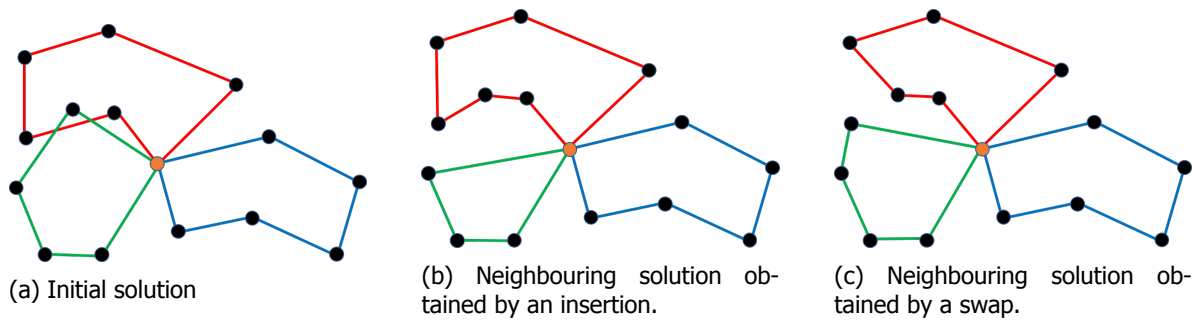 (a) Initial solution
(b) Neighbouring solution ob-
tained by an insertion.
(c) Neighbouring solution ob-
tained by a swap.